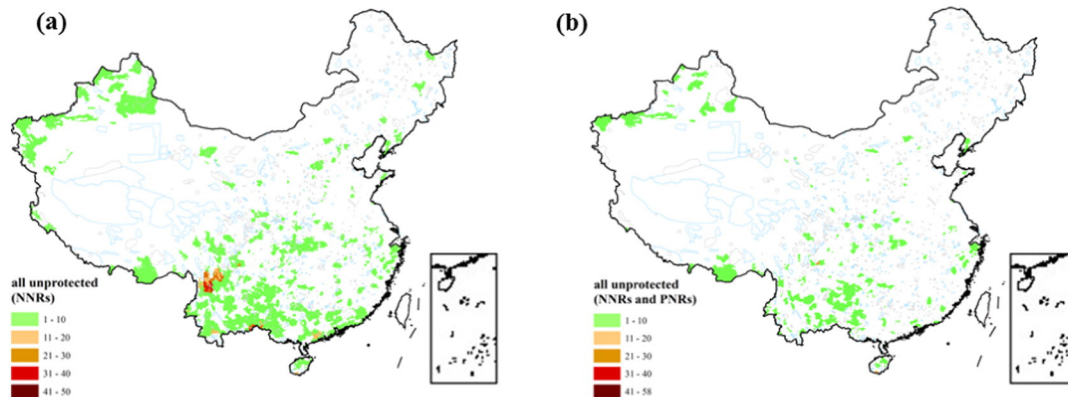 (a)
(b)
all unprotected
(NNRs)
1 - 10
11 - 20
21 - 30
31 - 40
41 - 50
all unprotected
(NNRs and PNRs)
1 - 10
11 - 20
21 - 30
31 - 40
41 - 58